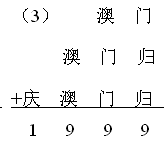 （3） 澳 门
澳 门 归
+庆 澳 门 归
1 9 9 9